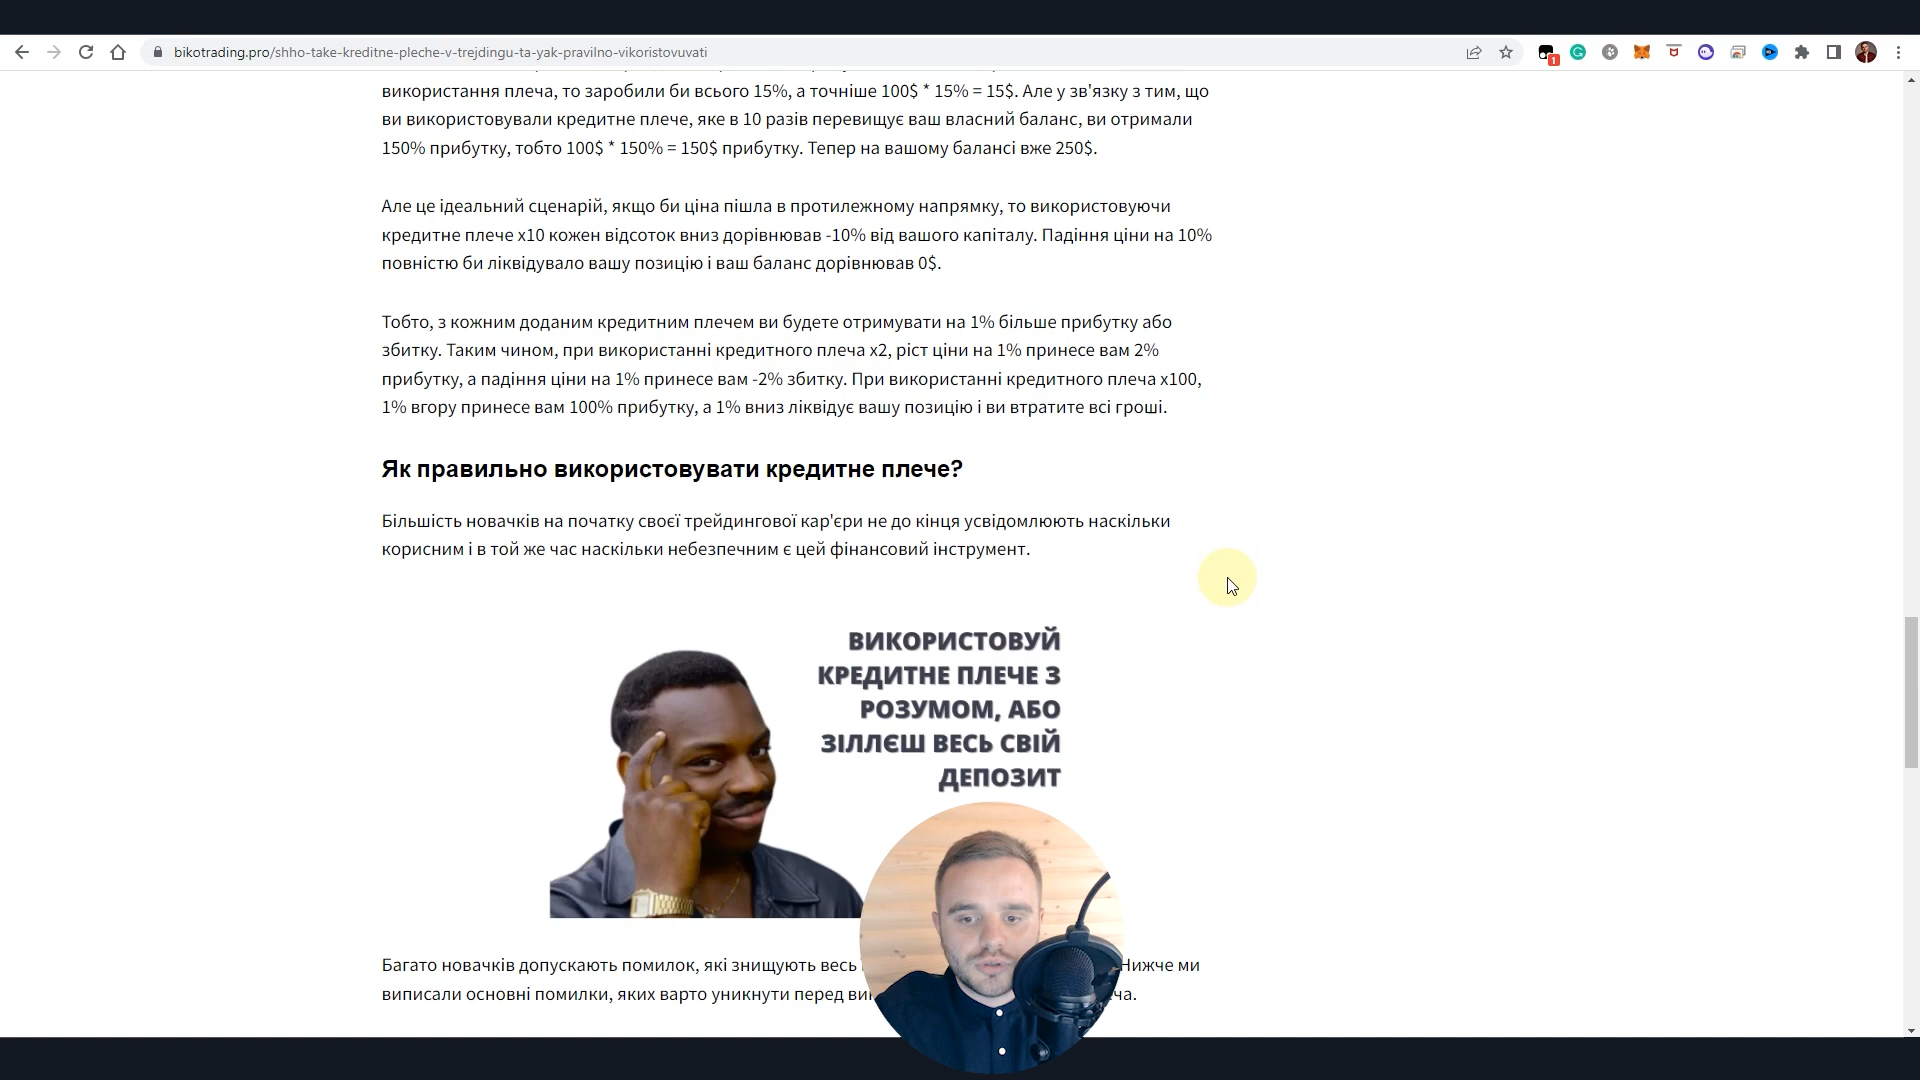 bikotrading.pro/shho-take-kreditne-pleche-v-trejdingu-ta-yak-pravilno-vikoristovuvati
1
використання плеча, то заробили би всього 15%, а точніше 100$ * 15% = 15$. Але у зв'язку з тим, що
ви використовували кредитне плече, яке в 10 разів перевищує ваш власний баланс, ви отримали
150% прибутку, тобто 100$ * 150% = 150$ прибутку. Тепер на вашому балансі вже 250$.
Але це ідеальний сценарій, якщо би ціна пішла в протилежному напрямку, то використовуючи
кредитне плече x10 кожен відсоток вниз дорівнював -10% від вашого капіталу. Падіння ціни на 10%
повністю би ліквідувало вашу позицію і ваш баланс дорівнював 0$.
Тобто, з кожним доданим кредитним плечем ви будете отримувати на 1% більше прибутку або
збитку. Таким чином, при використанні кредитного плеча x2, ріст ціни на 1% принесе вам 2%
прибутку, а падіння ціни на 1% принесе вам -2% збитку. При використанні кредитного плеча x100,
1% вгору принесе вам 100% прибутку, а 1% вниз ліквідує вашу позицію і ви втратите всі гроші.
Як правильно використовувати кредитне плече?
Більшість новачків на початку своєї трейдингової кар'єри не до кінця усвідомлюють наскільки
корисним і в той же час наскільки небезпечним є цей фінансовий інструмент.
ВИКОРИСТОВУЙ
КРЕДИТНЕ ПЛЕЧЕ З
РОЗУМОМ, АБО
ЗІЛЛЄШ ВЕСЬ СВІЙ
ДЕПОЗИТ
Багато новачків допускають помилок, які знищують весь Нижче ми
виписали основні помилки, яких варто уникнути перед